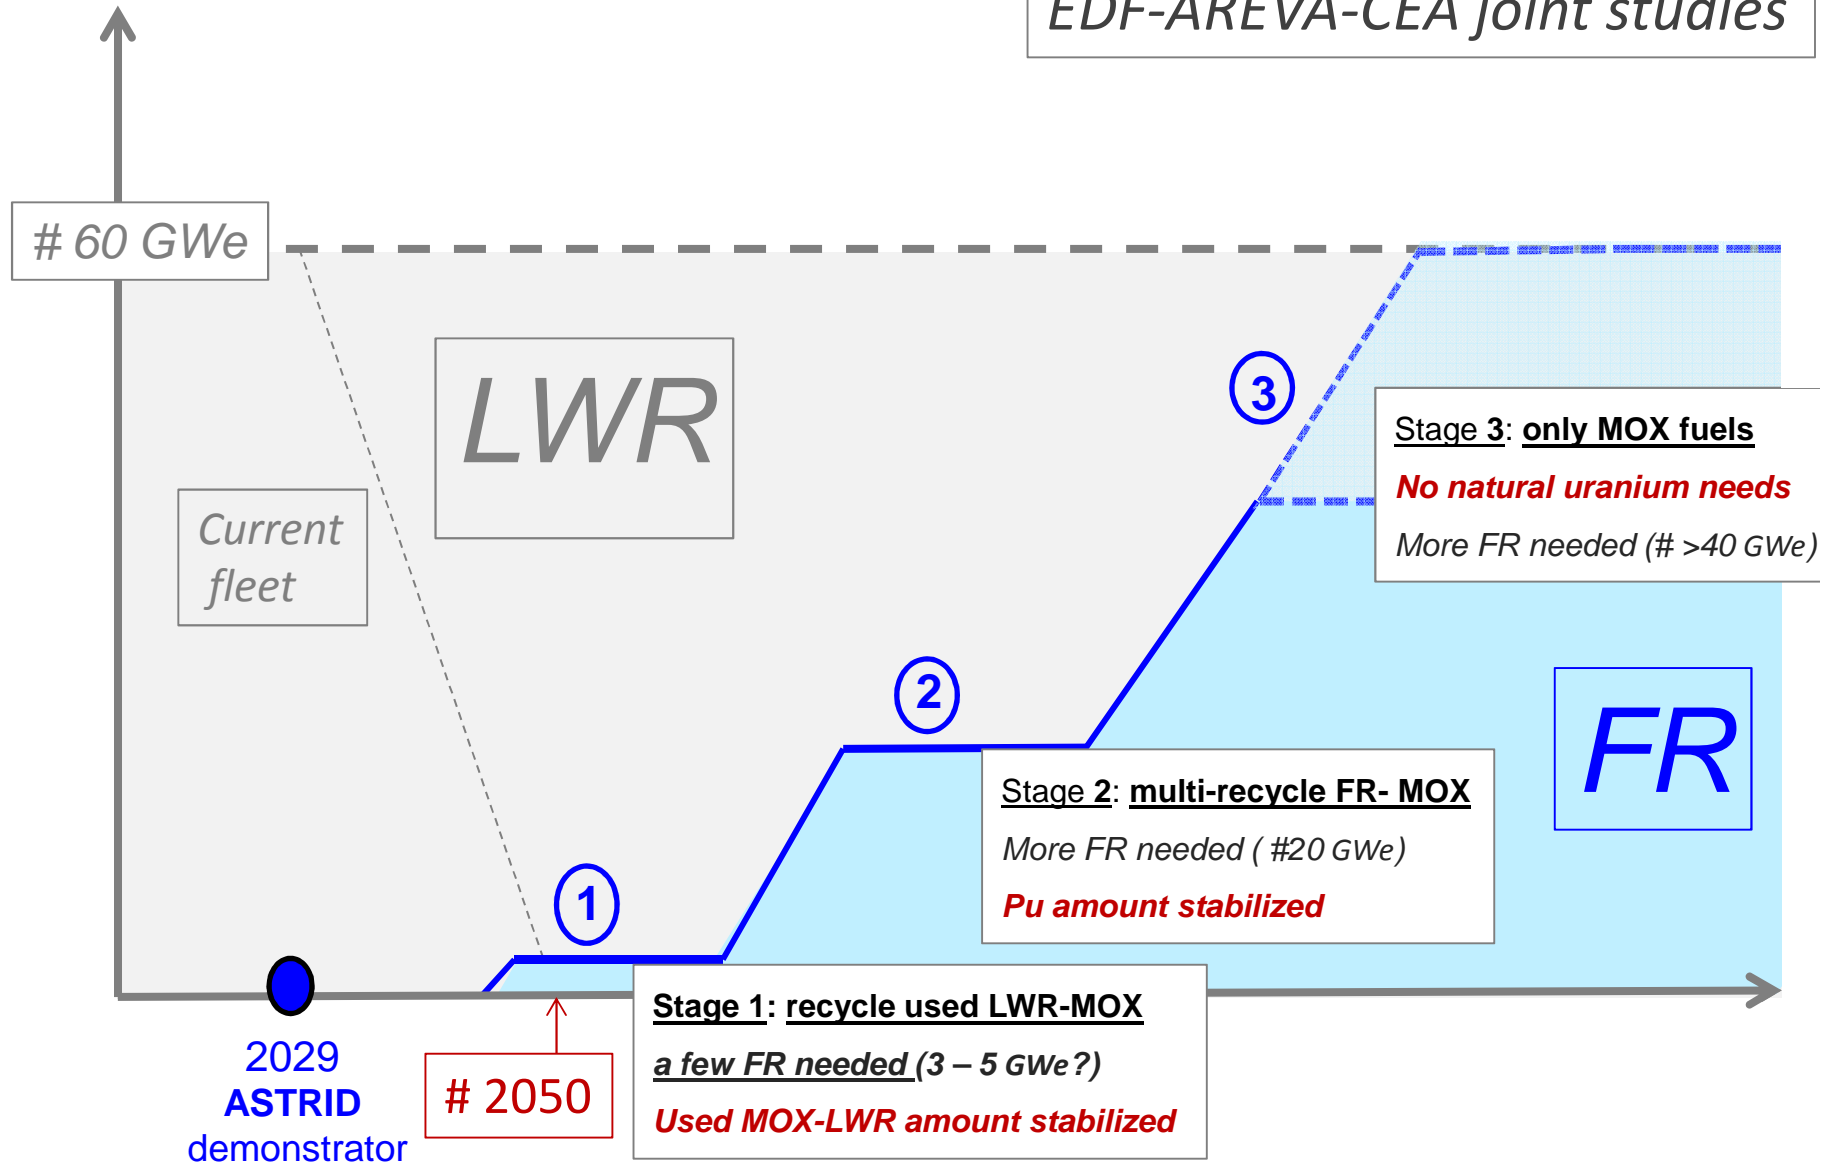 EDF-AREVA-CEA joint studies
# 60 GWe
LWR
3
Stage 3: only MOX fuels
No natural uranium needs
More FR needed (# >40 GWe)
Current
fleet
2
FR
Stage 2: multi-recycle FR- MOX
More FR needed ( #20 GWe)
Pu amount stabilized
1
Stage 1: recycle used LWR-MOX
a few FR needed (3 – 5 GWe?)
Used MOX-LWR amount stabilized
2029
ASTRID
demonstrator
# 2050